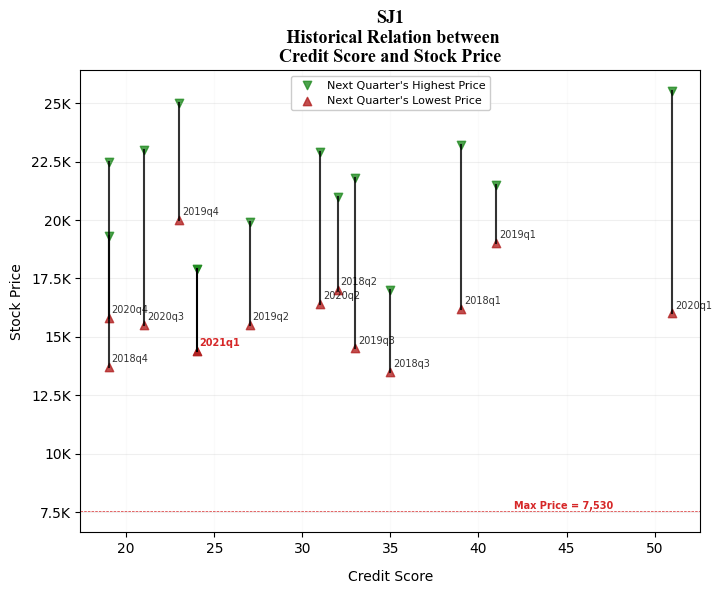 SJ1
Historical Relation between
Credit Score and Stock Price
Next Quarter's Highest Price
Next Quarter's Lowest Price
25K
22.5K
20K
17.5K
15K
12.5K
10K
7.5K
Stock Price
2019q4
2019q1
2018q2
2020q2
2020q4
2020q3
2018q4
2021q1
2019q2
2019q3
2018q3
2018q1
2020q1
Max Price = 7,530
20
25
30
35
40
45
50
Credit Score